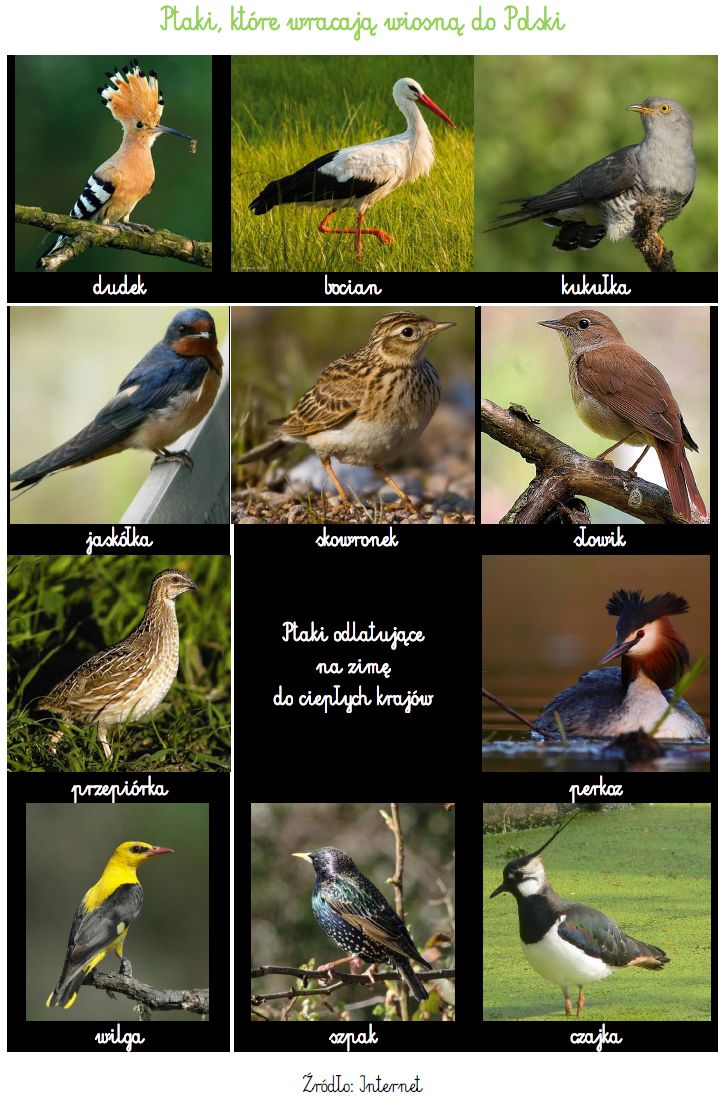 Ptaki, które wracają wiosną do Polski
dudek
bocian
kukułka
jaskółka
skowronek
słowik
Ptaki odlatujące
na zimę
do ciepłych krajów
przepiórka
perkoz
wilga
szpak
czajka
Źródło: Internet